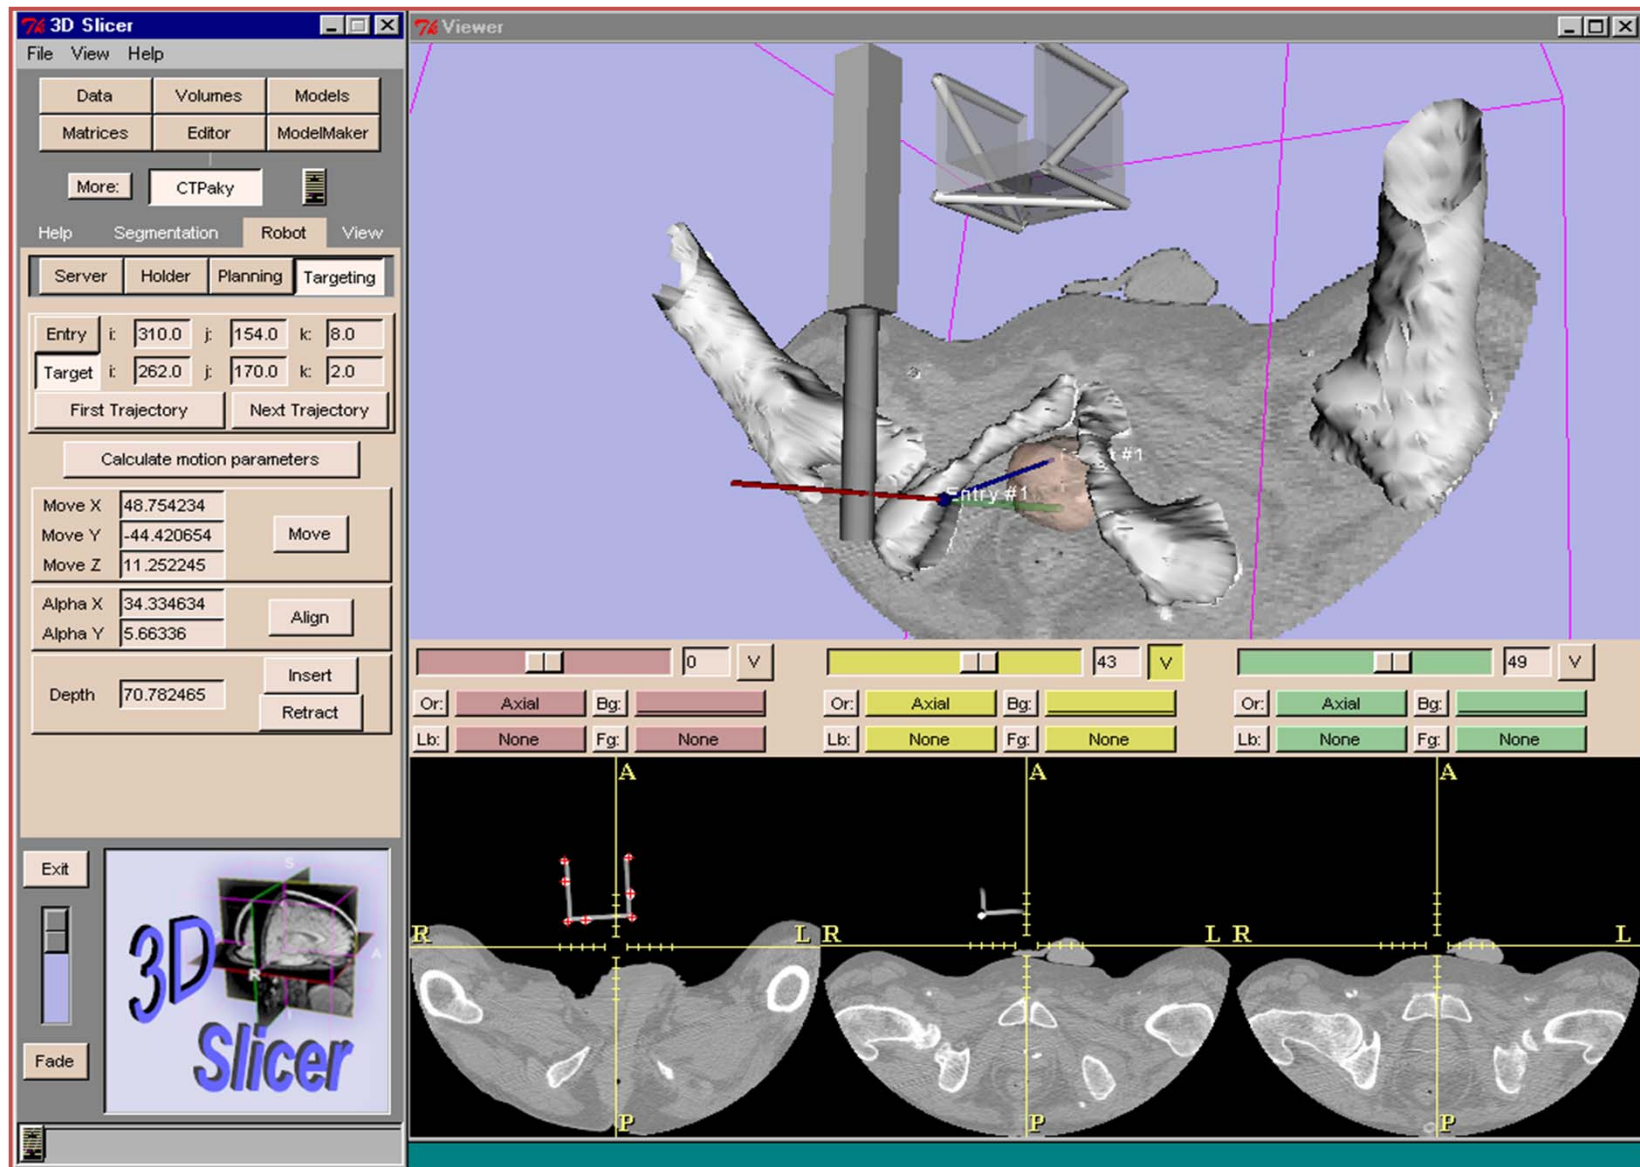 3D Slicer
File View Help
Data Volumes Models
Matrices Editor ModelMaker
More: CTPaky
Help Segmentation Robot View
Server Holder Planning Targeting
Entry i: 310.0 j: 154.0 k: 8.0
Target i: 262.0 j: 170.0 k: 2.0
First Trajectory Next Trajectory
Calculate motion parameters
Move X 48.754234
Move Y -44.420654
Move Z 11.252245
Move
Alpha X 34.334634
Alpha Y 5.66336
Align
Depth 70.782465
Insert
Retract
Exit
Fade
S
R
A
3D
Slicer
Viewer
#1
Entry #1
0 V 43 V 49 V
Or: Axial Bg: Or: Axial Bg: Or: Axial Bg:
Lb: None Fg: None Lb: None Fg: None Lb: None Fg: None
A A A
R L R L R L
P P P